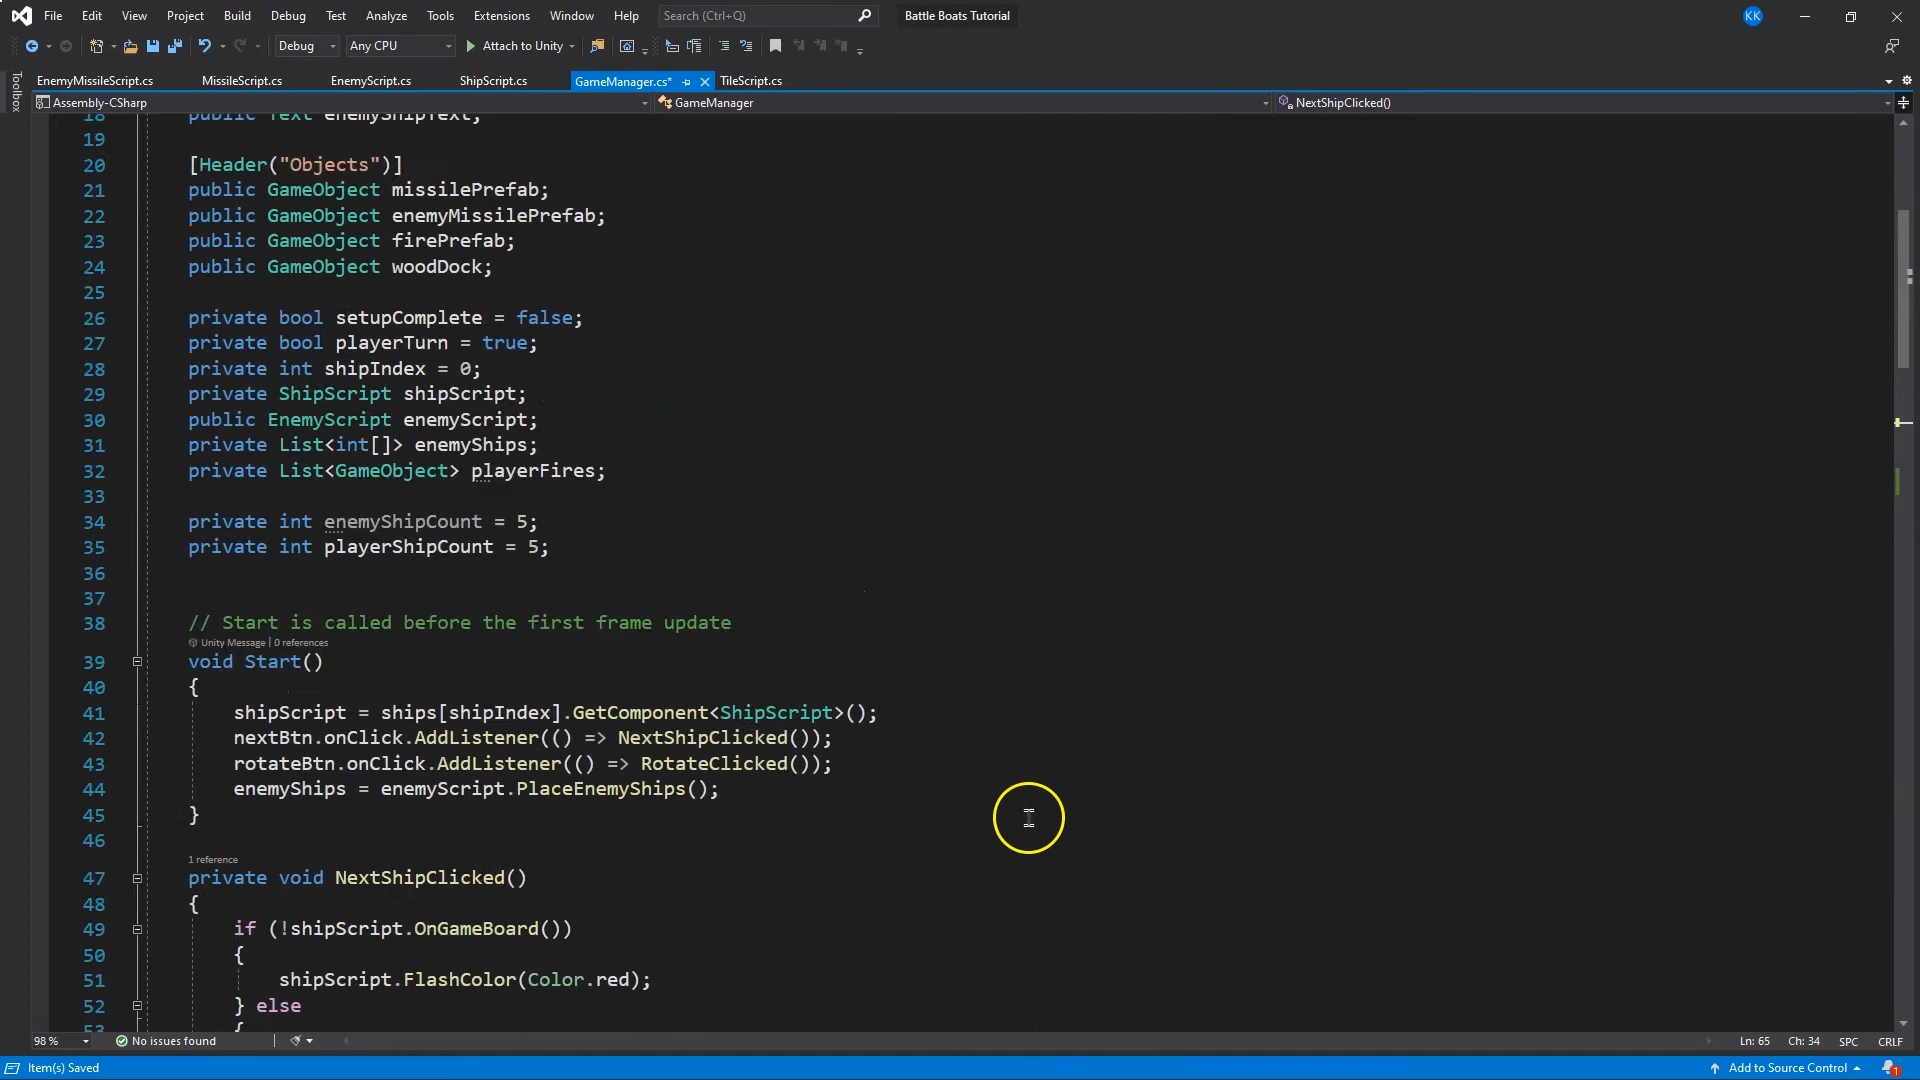 File Edit View Project Build Debug Test Analyze Tools Extensions Window Help Search (Ctrl+Q) Battle Boats Tutorial KK
Debug Any CPU Attach to Unity
Toolbox
EnemyMissileScript.cs MissileScript.cs EnemyScript.cs ShipScript.cs GameManager.cs* TileScript.cs
Assembly-CSharp GameManager NextShipClicked()
18 public Text enemyShipText;
19
20 [Header("Objects")]
21 public GameObject missilePrefab;
22 public GameObject enemyMissilePrefab;
23 public GameObject firePrefab;
24 public GameObject woodDock;
25
26 private bool setupComplete = false;
27 private bool playerTurn = true;
28 private int shipIndex = 0;
29 private ShipScript shipScript;
30 public EnemyScript enemyScript;
31 private List<int[]> enemyShips;
32 private List<GameObject> playerFires;
33
34 private int enemyShipCount = 5;
35 private int playerShipCount = 5;
36
37
38 // Start is called before the first frame update
Unity Message | 0 references
39 void Start()
40 {
41 shipScript = ships[shipIndex].GetComponent<ShipScript>();
42 nextBtn.onClick.AddListener(() => NextShipClicked());
43 rotateBtn.onClick.AddListener(() => RotateClicked());
44 enemyShips = enemyScript.PlaceEnemyShips();
45 }
46
1 reference
47 private void NextShipClicked()
48 {
49 if (!shipScript.OnGameBoard())
50 {
51 shipScript.FlashColor(Color.red);
52 } else
53 {
98 % No issues found Ln: 65 Ch: 34 SPC CRLF
Item(s) Saved Add to Source Control 1